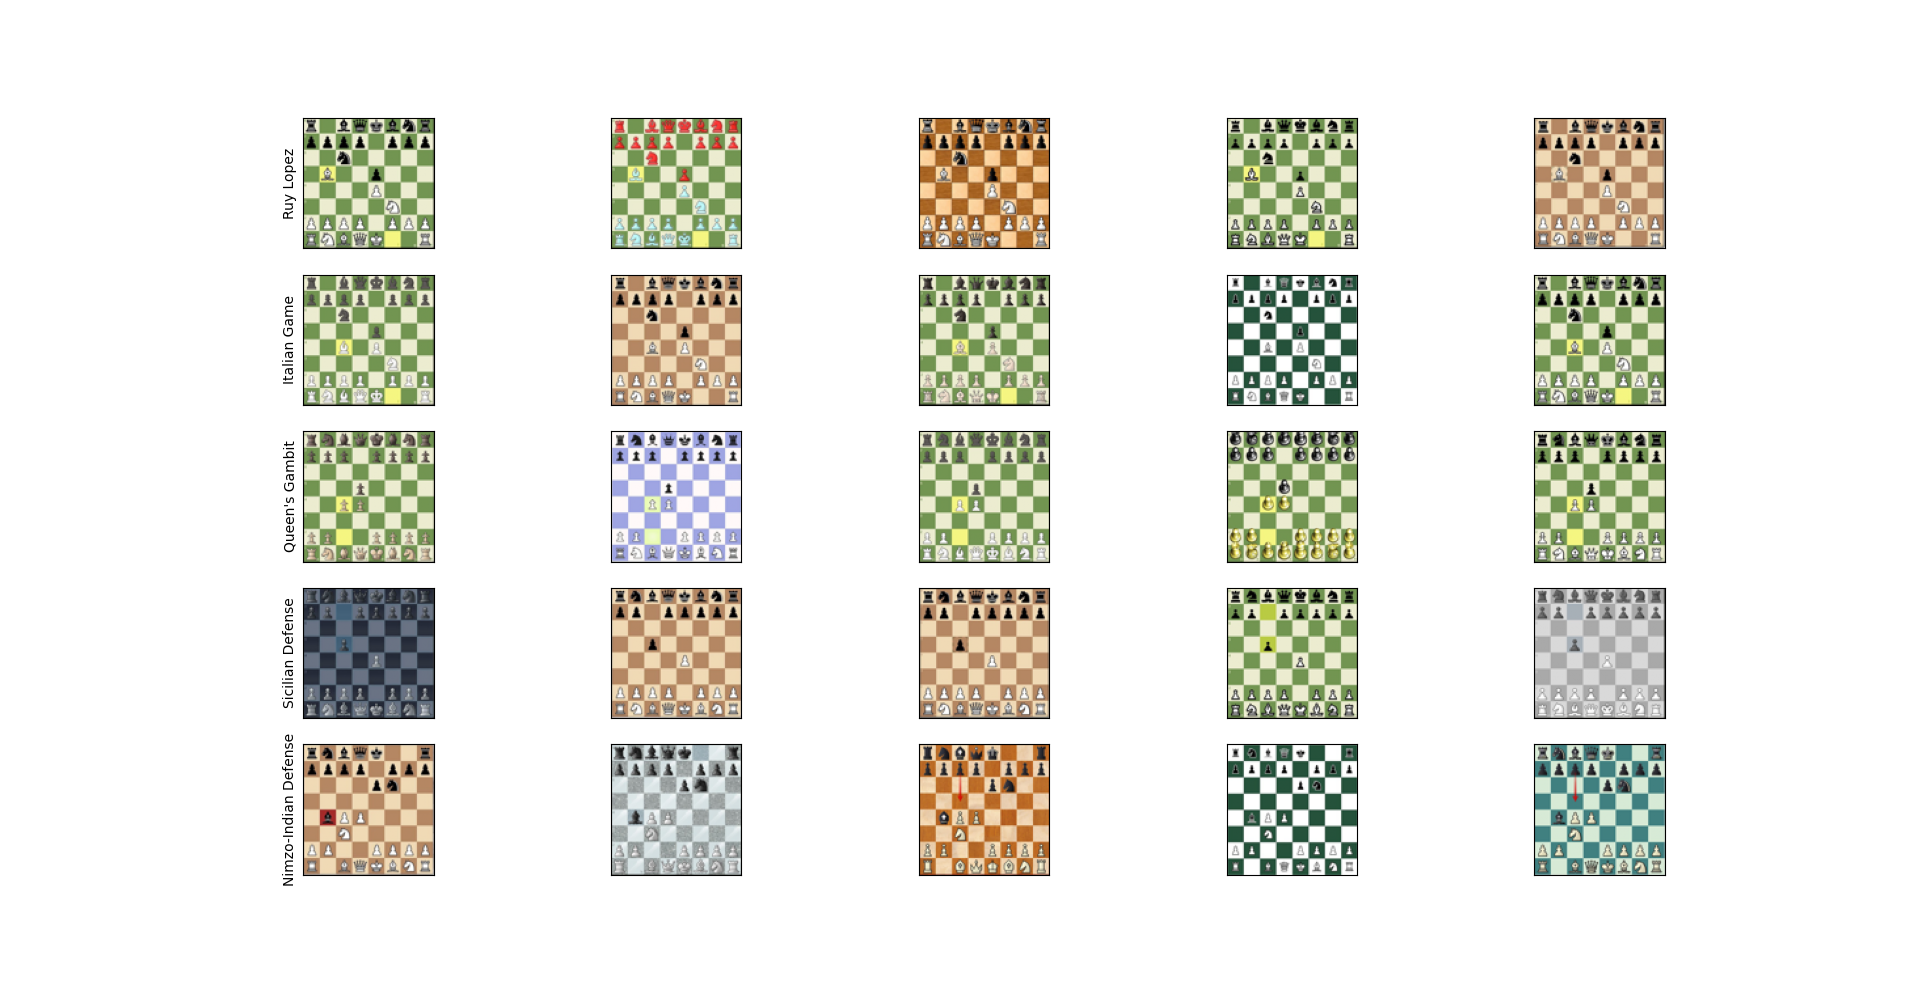 Ruy Lopez
Italian Game
Queen's Gambit
Sicilian Defense
Nimzo-Indian Defense